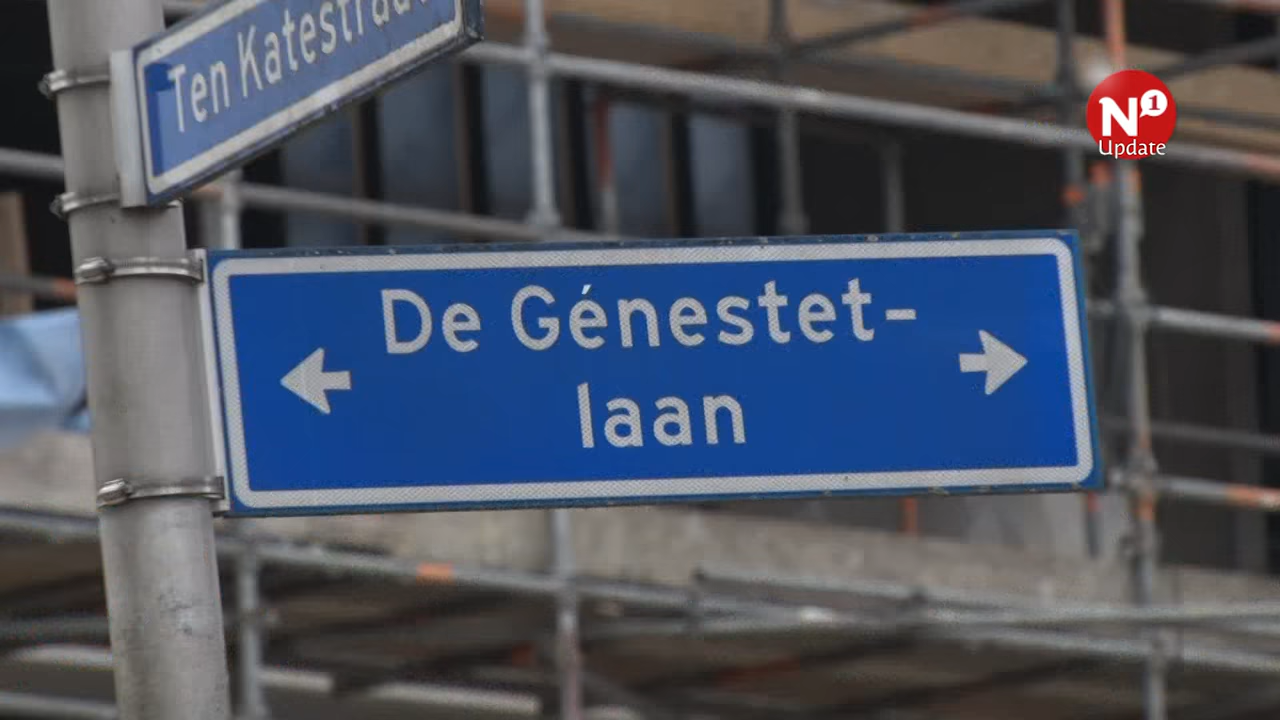 Ten Katestraat
N1
Update
De Génestet-
laan